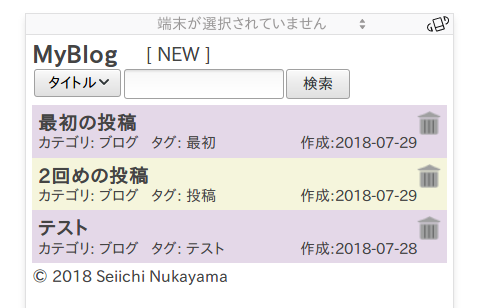 端末が選択されていません
MyBlog [ NEW ]
タイトル 検索
最初の投稿
カテゴリ: ブログ タグ: 最初 作成:2018-07-29
2回めの投稿
カテゴリ: ブログ タグ: 投稿 作成:2018-07-29
テスト
カテゴリ: ブログ タグ: テスト 作成:2018-07-28
© 2018 Seiichi Nukayama